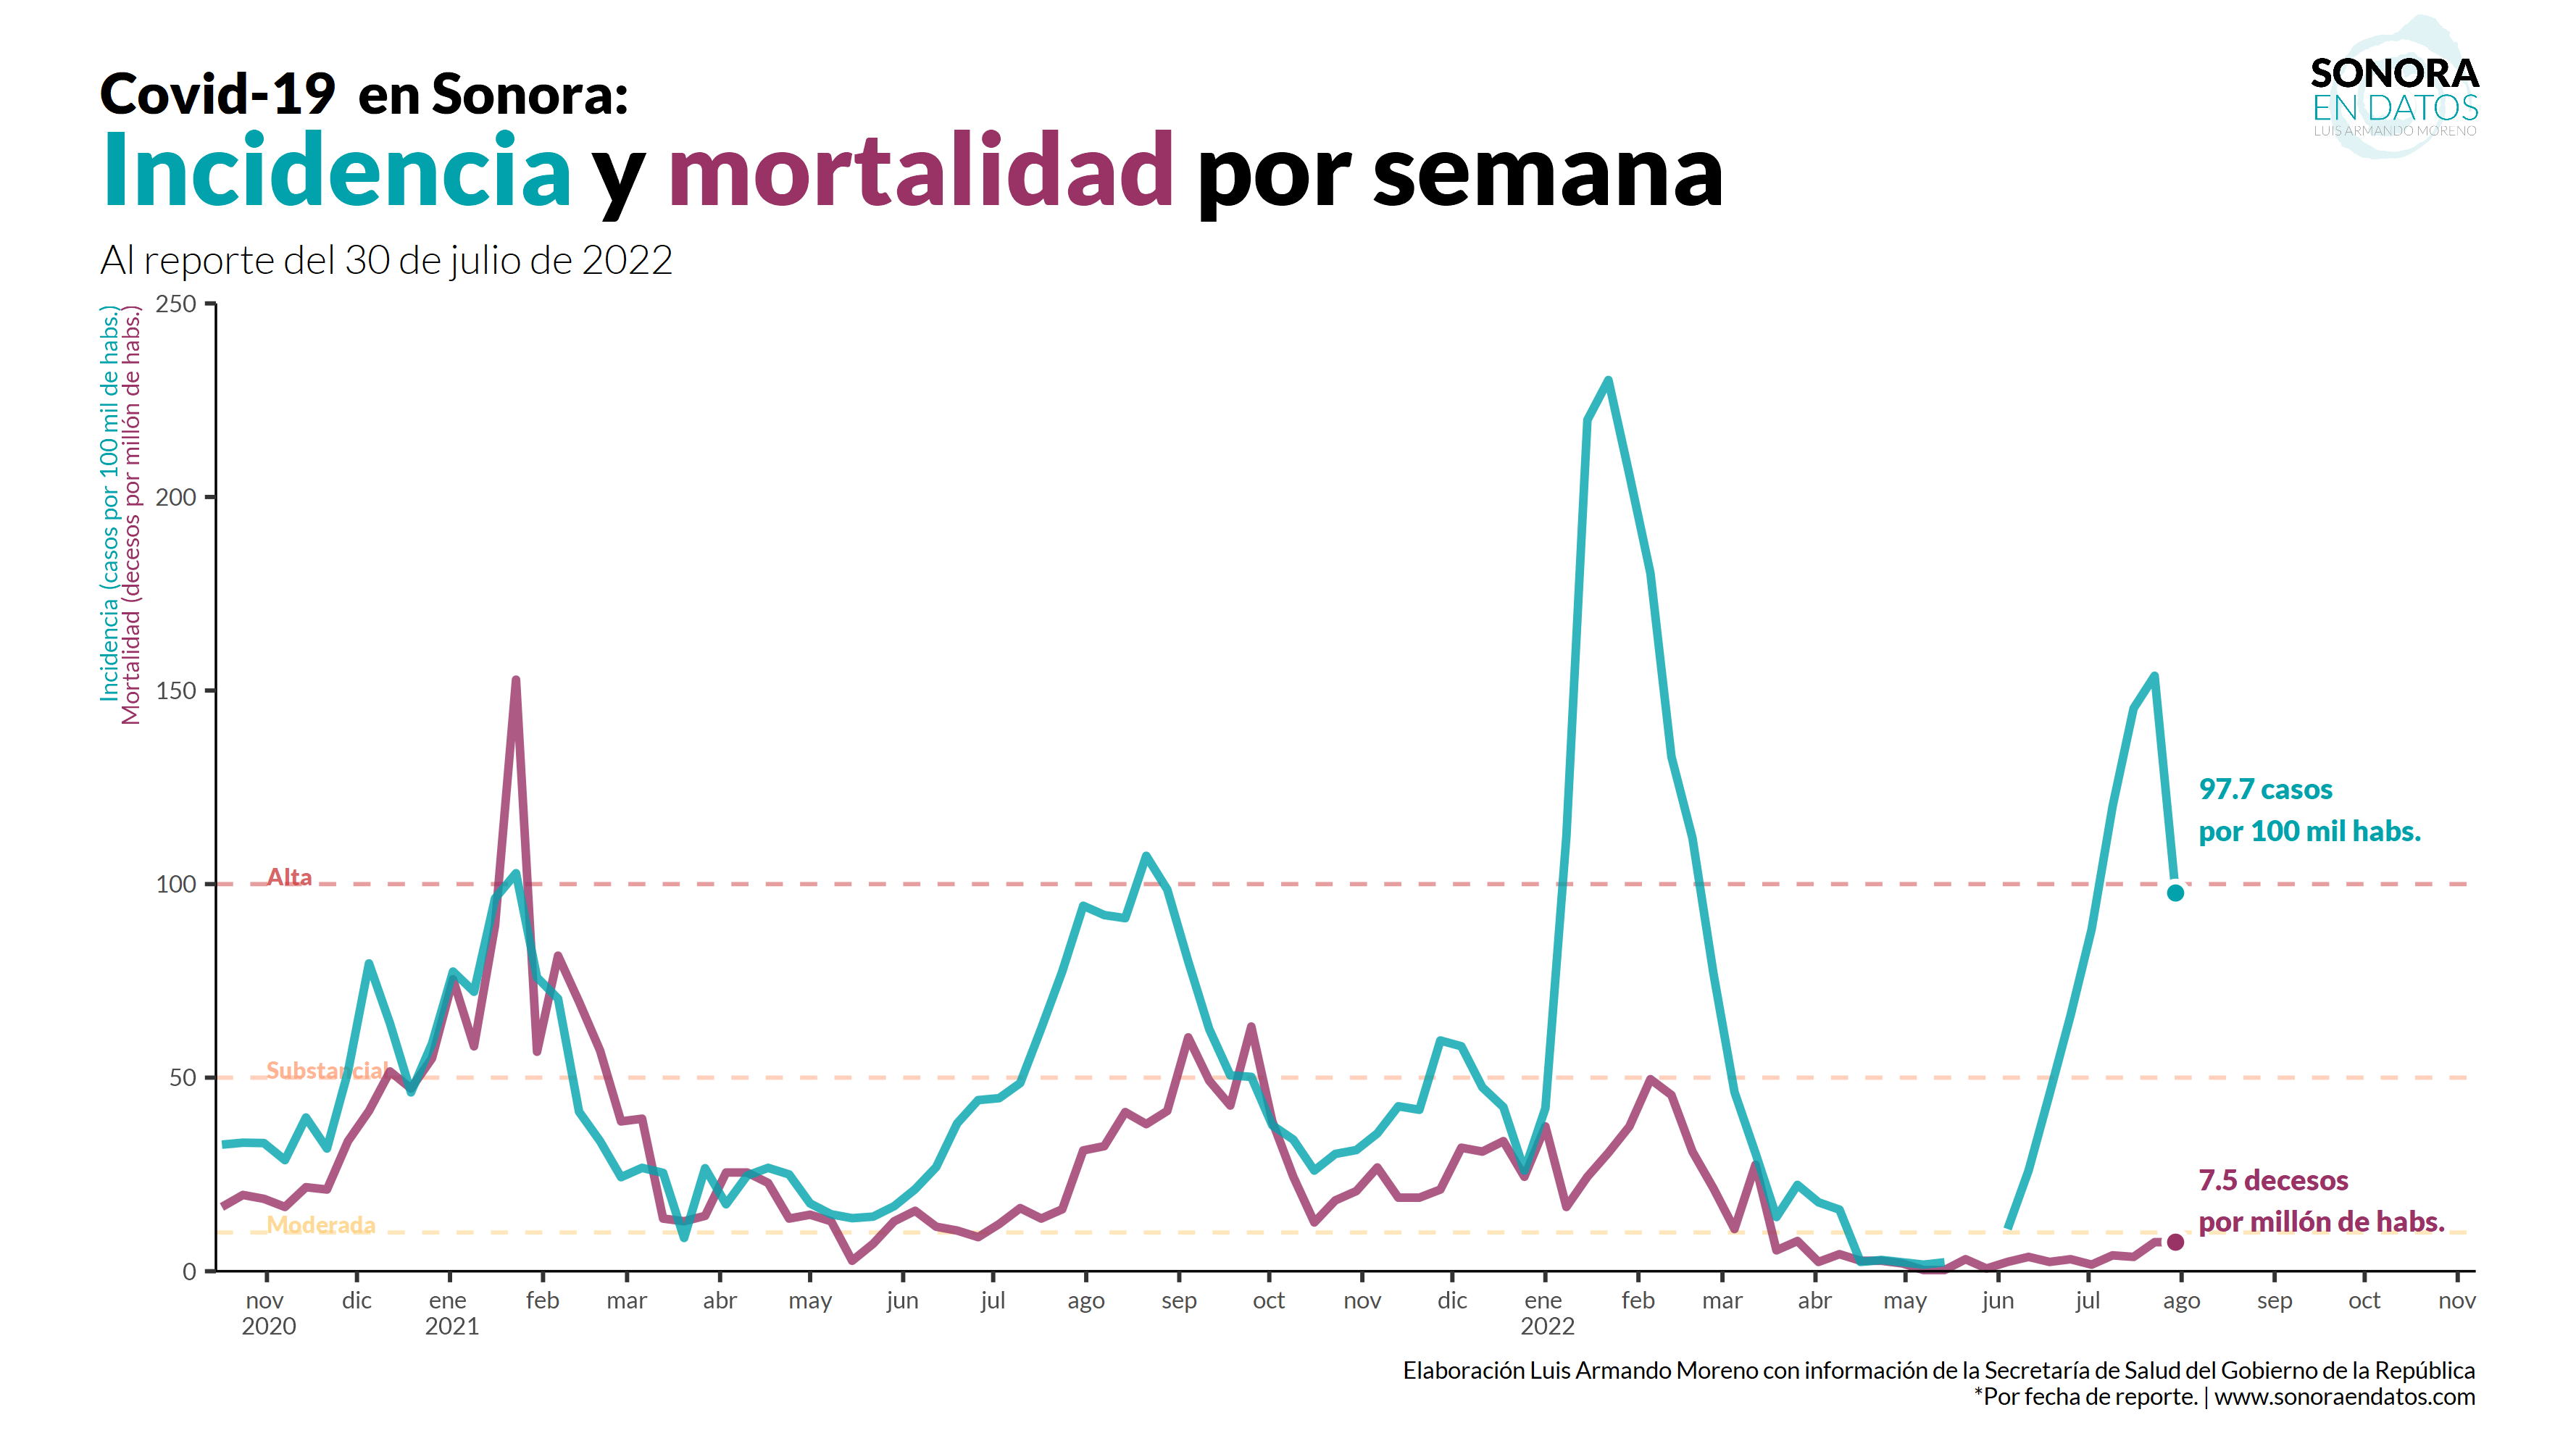 Covid-19 en Sonora:
Incidencia y mortalidad por semana
Al reporte del 30 de julio de 2022
SONORA
EN DATOS
LUIS ARMANDO MORENO
Incidencia (casos por 100 mil de habs.)
Mortalidad (decesos por millón de habs.)
250
200
150
100
50
0
Alta
Substancial
Moderada
97.7 casos
por 100 mil habs.
7.5 decesos
por millón de habs.
nov dic ene feb mar abr may jun jul ago sep oct nov dic ene feb mar abr may jun jul ago sep oct nov
2020 2021 2022
Elaboración Luis Armando Moreno con información de la Secretaría de Salud del Gobierno de la República
*Por fecha de reporte. | www.sonoraendatos.com